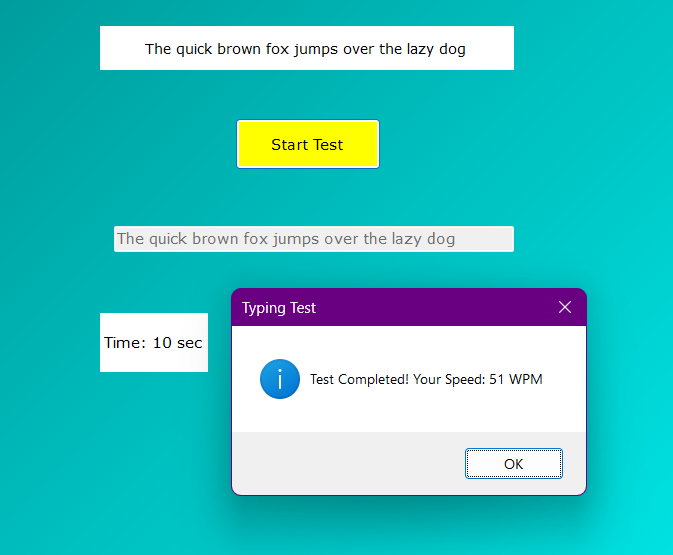 The quick brown fox jumps over the lazy dog
Start Test
The quick brown fox jumps over the lazy dog
Time: 10 sec
Typing Test
Test Completed! Your Speed: 51 WPM
OK